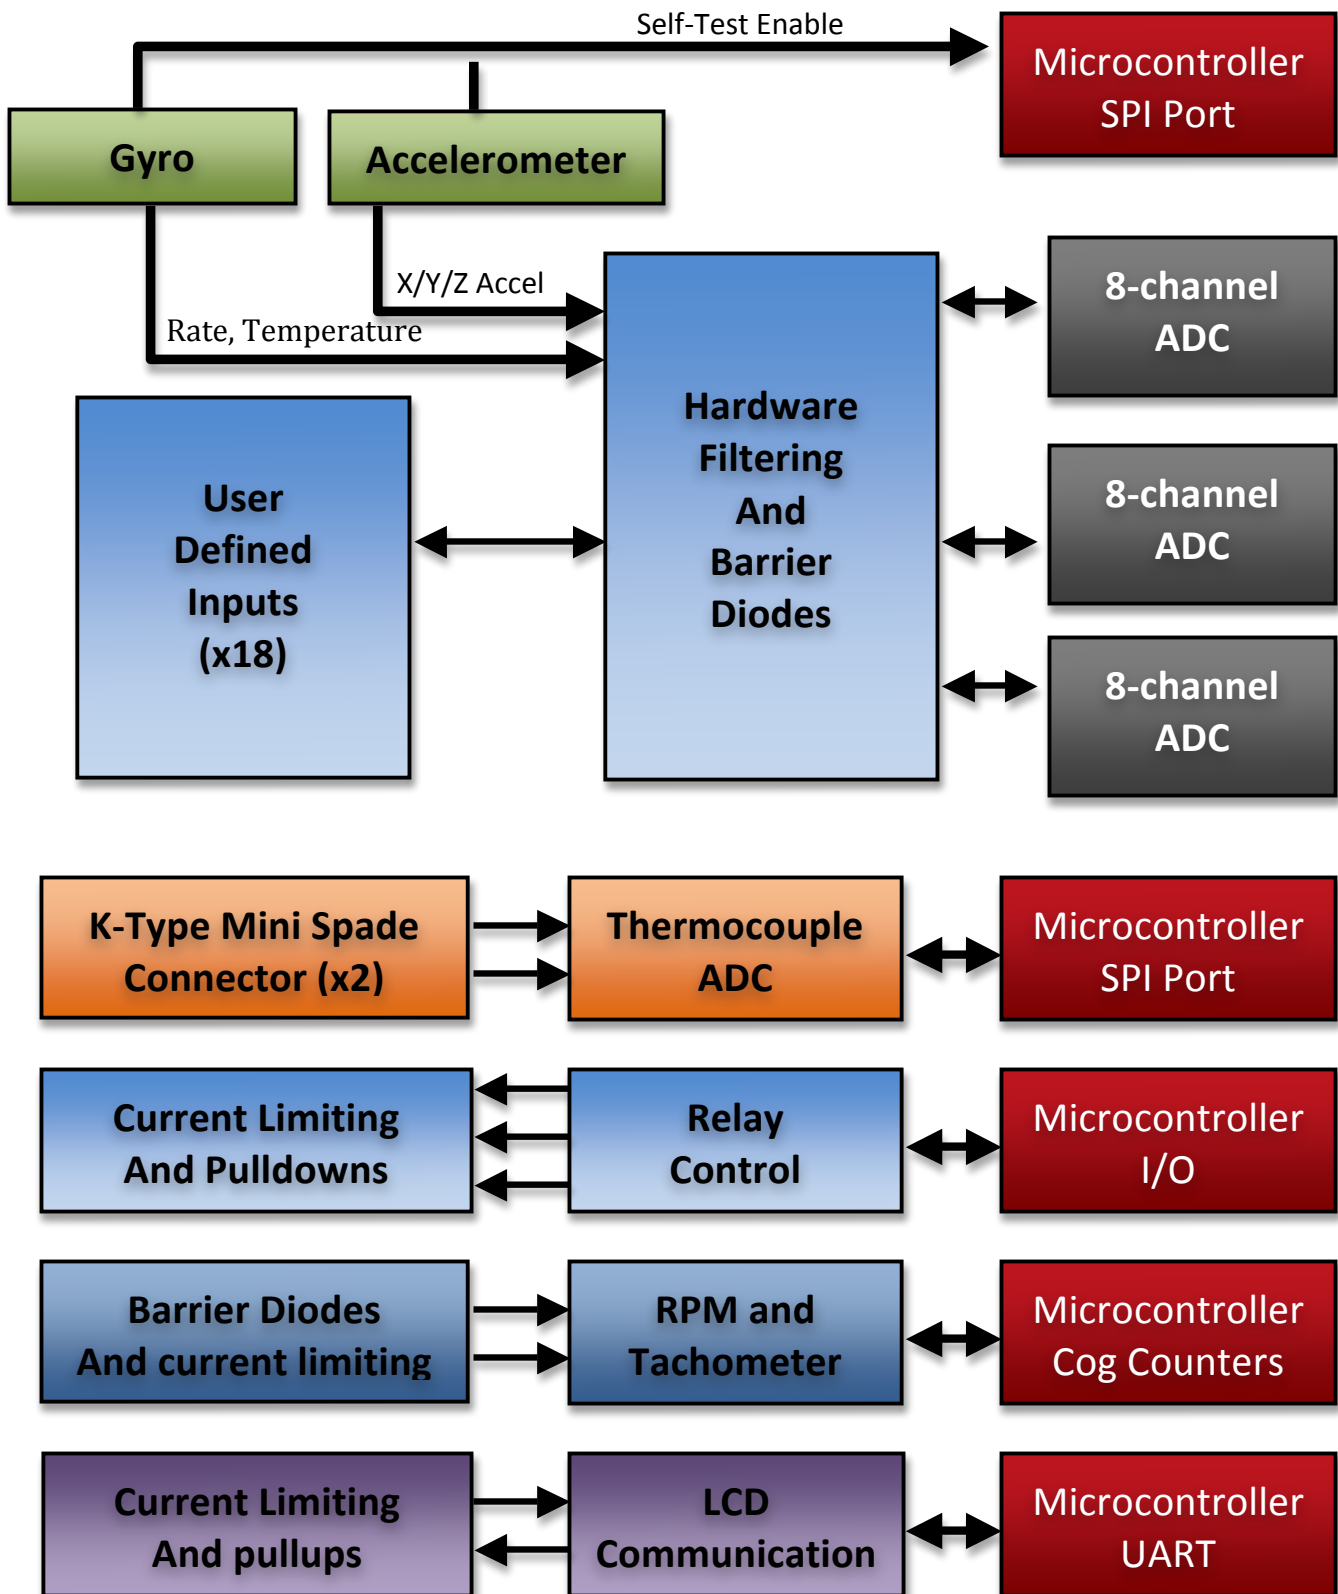 Self-Test Enable
Microcontroller
SPI Port
Gyro
Accelerometer
X/Y/Z Accel
Rate, Temperature
8-channel
ADC
Hardware
Filtering
And
Barrier
Diodes
User
Defined
Inputs
(x18)
8-channel
ADC
8-channel
ADC
K-Type Mini Spade
Connector (x2)
Thermocouple
ADC
Microcontroller
SPI Port
Current Limiting
And Pulldowns
Relay
Control
Microcontroller
I/O
Barrier Diodes
And current limiting
RPM and
Tachometer
Microcontroller
Cog Counters
Current Limiting
And pullups
LCD
Communication
Microcontroller
UART